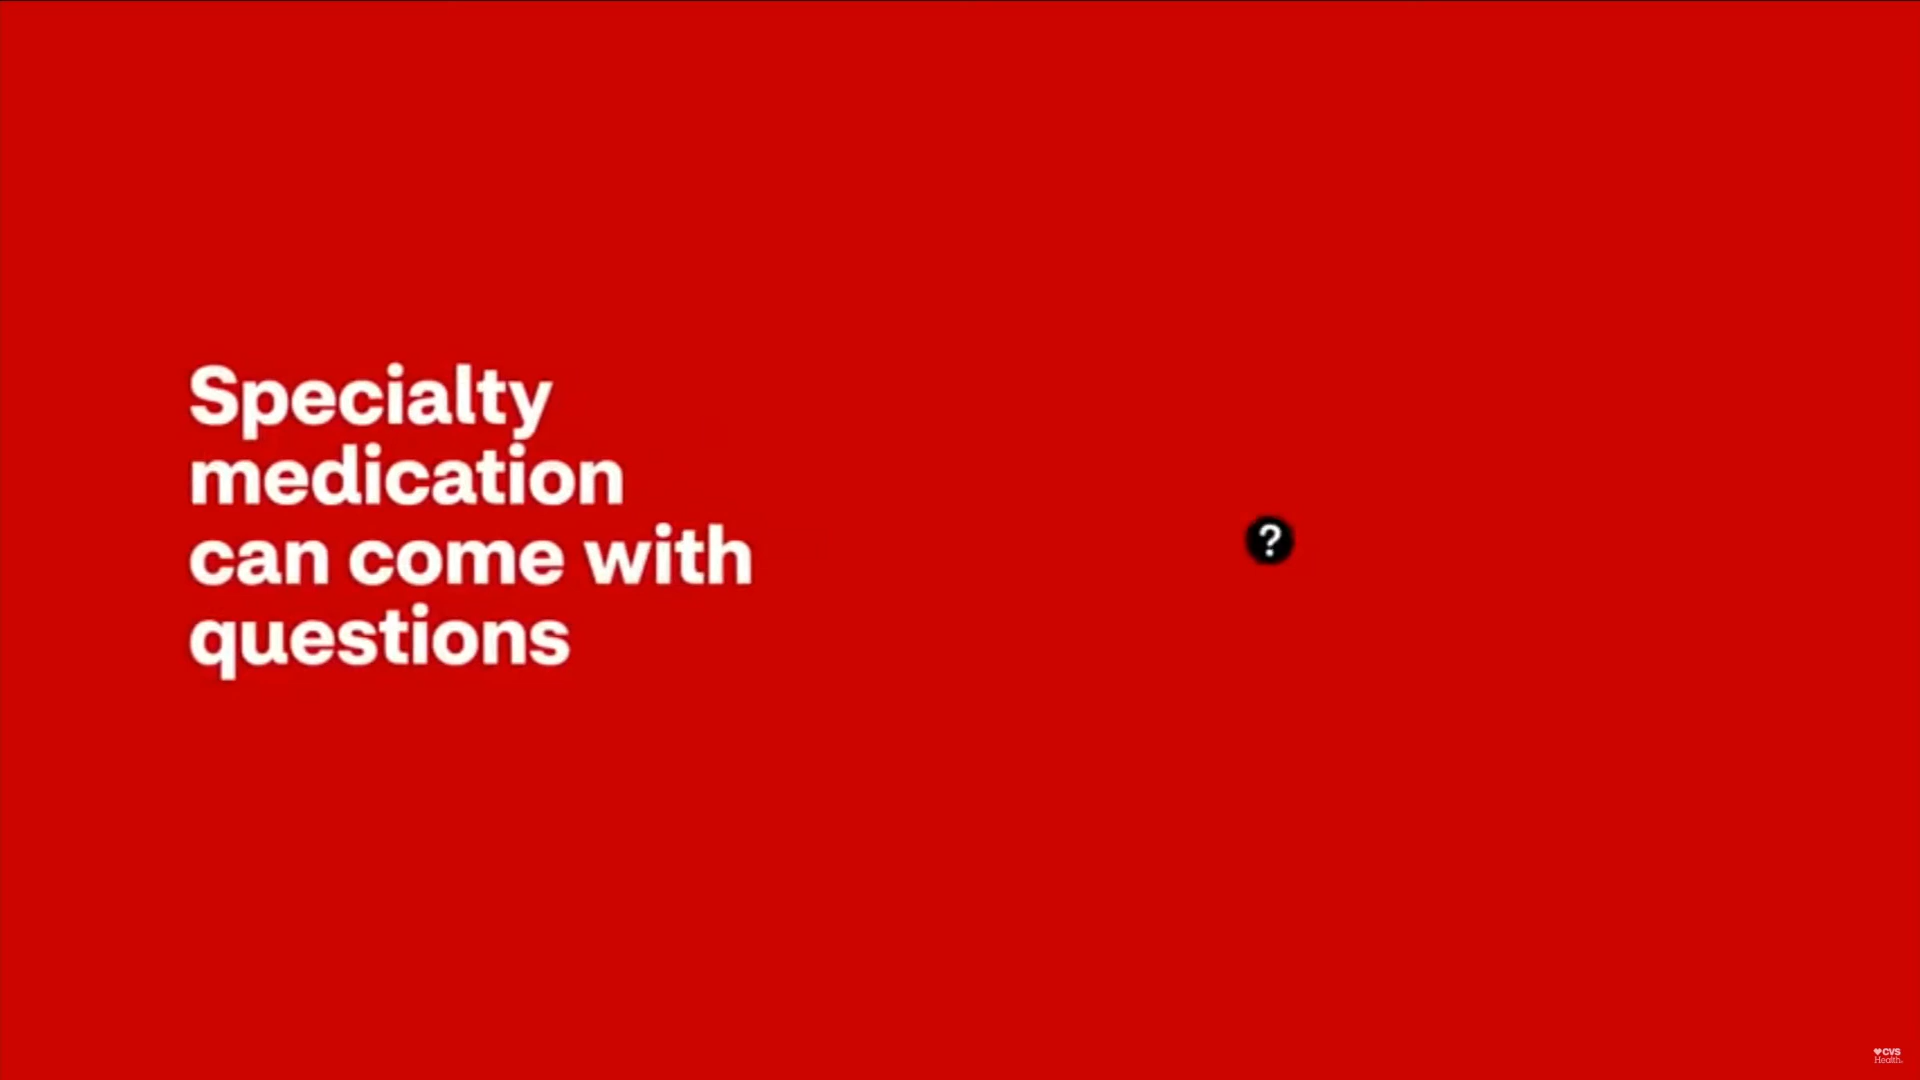 Specialty
medication
can come with
questions
?
CVS
Health.